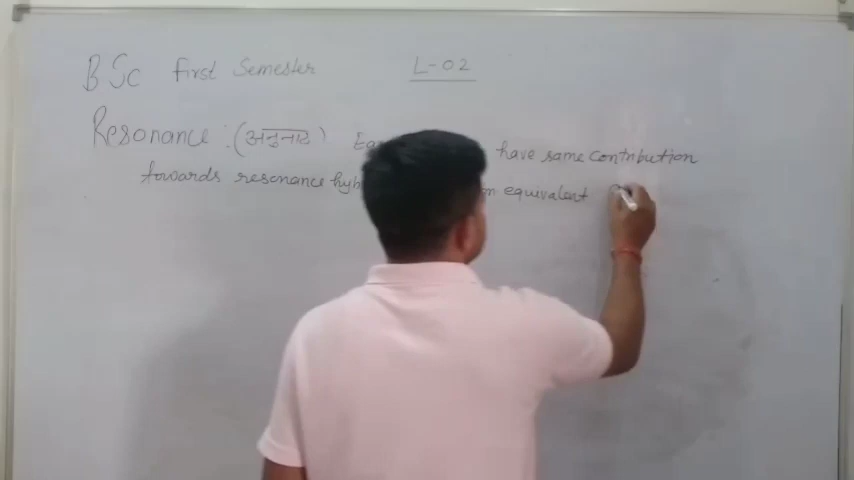 BSc first Semester L-02
Resonance :- (अनुनाद) have same contribution
towards resonance equivalent